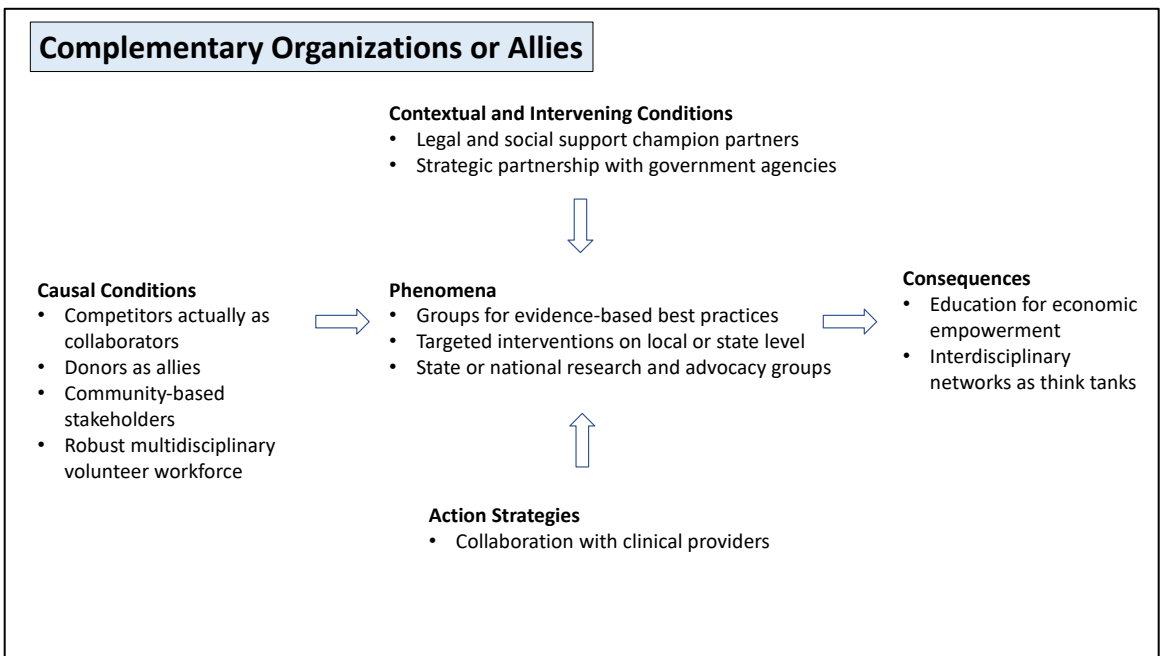 Complementary Organizations or Allies
Contextual and Intervening Conditions
• Legal and social support champion partners
• Strategic partnership with government agencies
Causal Conditions
• Competitors actually as
collaborators
• Donors as allies
• Community-based
stakeholders
• Robust multidisciplinary
volunteer workforce
Phenomena
• Groups for evidence-based best practices
• Targeted interventions on local or state level
• State or national research and advocacy groups
Consequences
• Education for economic
empowerment
• Interdisciplinary
networks as think tanks
Action Strategies
• Collaboration with clinical providers